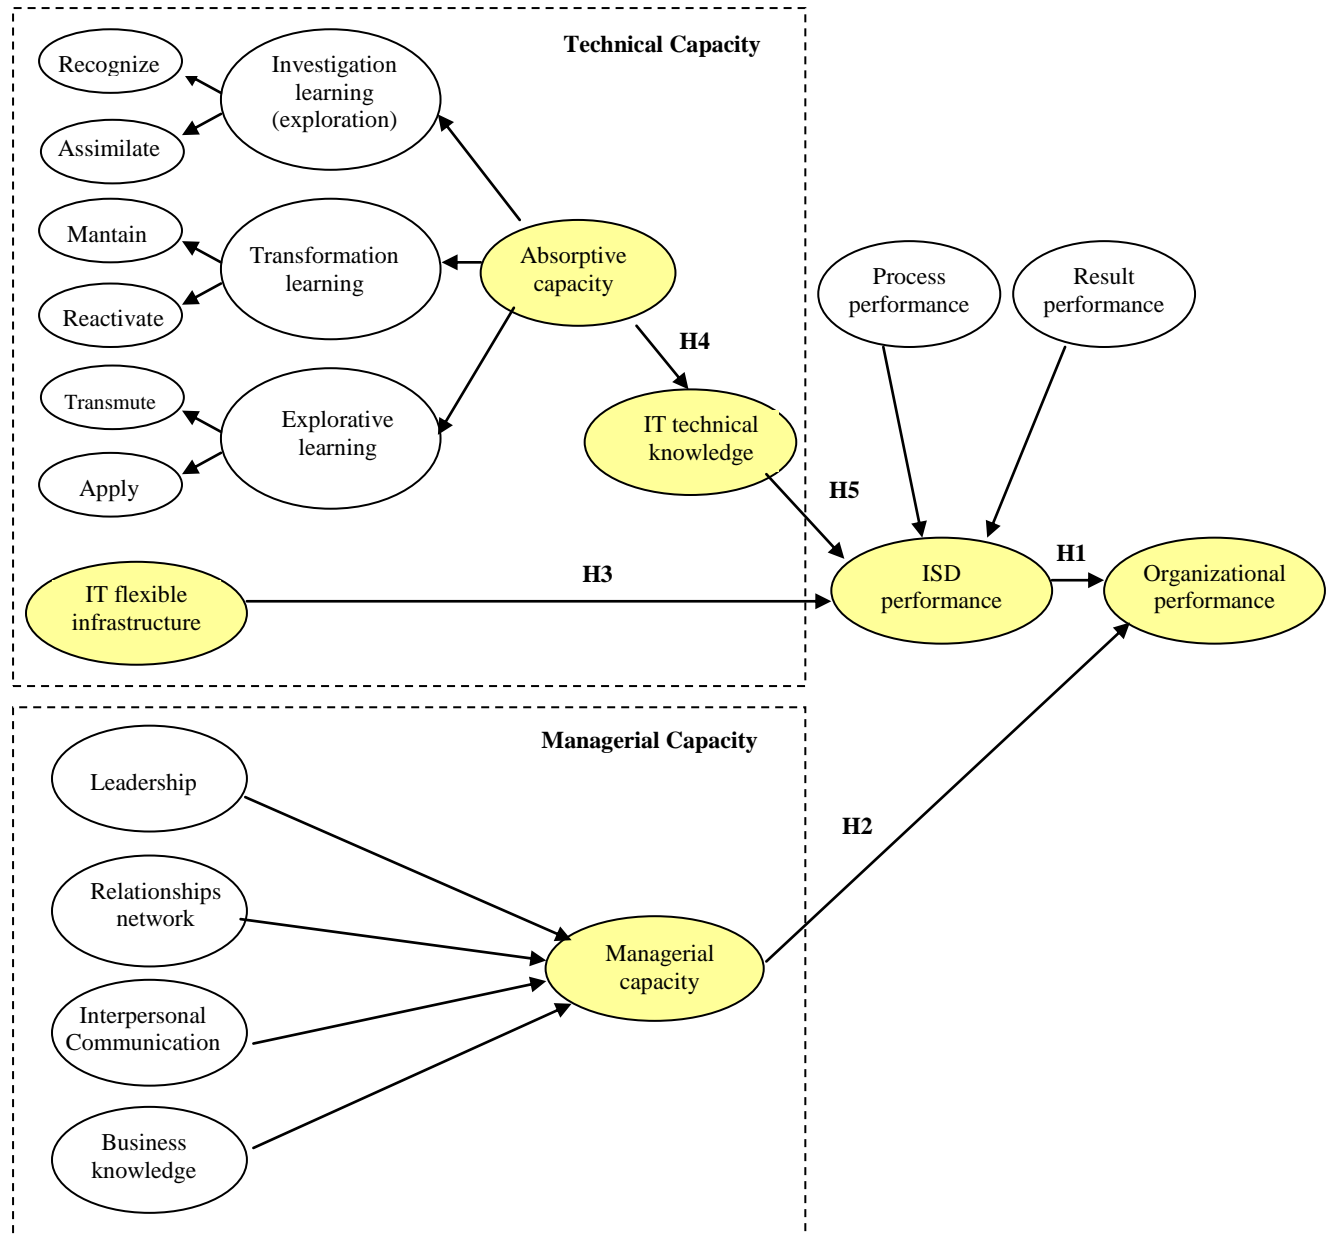 Technical Capacity
Recognize
Investigation
learning
(exploration)
Assimilate
Mantain
Transformation
learning
Reactivate
Absorptive
capacity
Process
performance
Result
performance
H4
Transmute
Explorative
learning
Apply
IT technical
knowledge
H5
H3
H1
IT flexible
infrastructure
ISD
performance
Organizational
performance
Managerial Capacity
Leadership
H2
Relationships
network
Managerial
capacity
Interpersonal
Communication
Business
knowledge